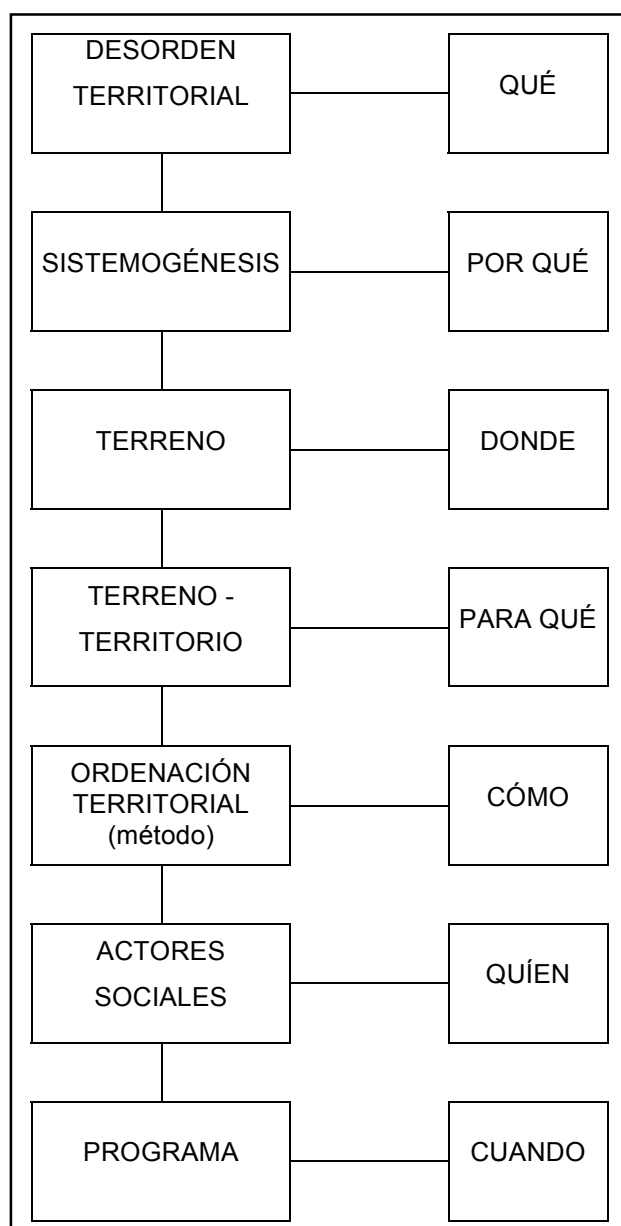 DESORDEN
TERRITORIAL
QUÉ
SISTEMOGÉNESIS
POR QUÉ
TERRENO
DONDE
TERRENO -
TERRITORIO
PARA QUÉ
ORDENACIÓN
TERRITORIAL
(método)
CÓMO
ACTORES
SOCIALES
QUÍEN
PROGRAMA
CUANDO